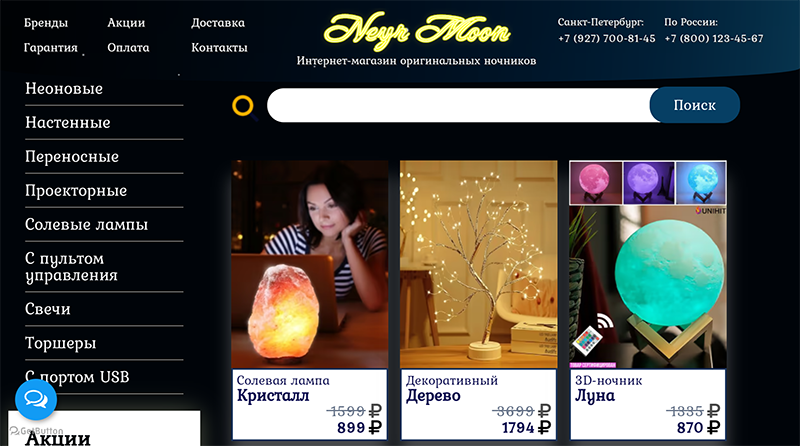 Бренды Акции Доставка
Гарантия Оплата Контакты
Neyr Moon
Интернет-магазин оригинальных ночников
Санкт-Петербург: По России:
+7 (927) 700-81-45 +7 (800) 123-45-67
Неоновые
Настенные
Переносные
Проекторные
Солевые лампы
С пультом
управления
Свечи
Торшеры
С портом USB
GetButton
Акции
Поиск
Солевая лампа
Кристалл
1599 ₽
899 ₽
Декоративный
Дерево
3699 ₽
1794 ₽
UNIHIT
ТОВАР СЕРТИФИЦИРОВАН
3D-ночник
Луна
1335 ₽
870 ₽